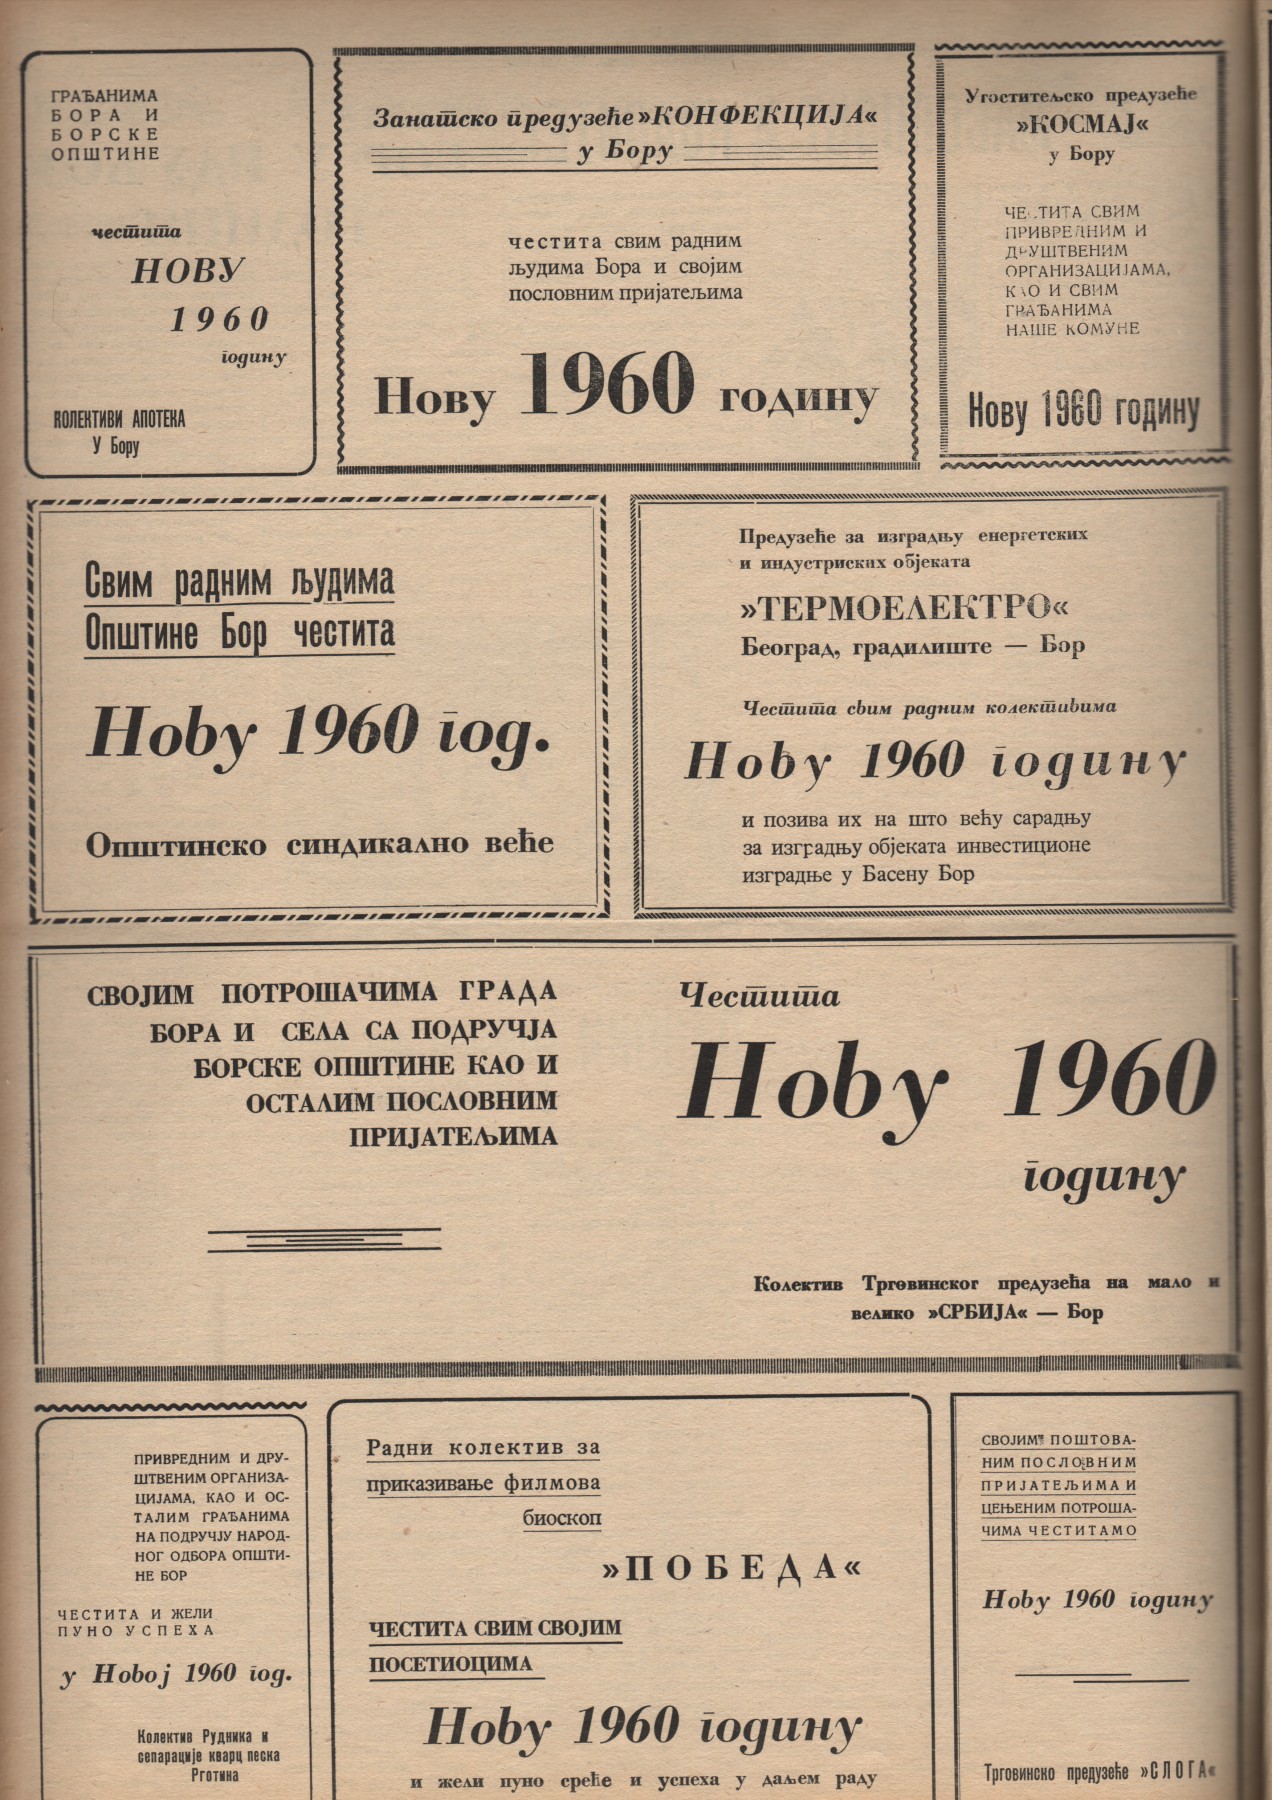 ГРАЂАНИМА
БОРА И
БОРСКЕ
ОПШТИНЕ
честита
НОВУ
1960
годину
КОЛЕКТИВИ АПОТЕКА
У Бору
Занатско предузеће »КОНФЕКЦИЈА«
у Бору
честита свим радним
људима Бора и својим
пословним пријатељима
Нову 1960 годину
Угоститељско предузеће
»КОСМАЈ«
у Бору
ЧЕСТИТА СВИМ
ПРИВРЕДНИМ И
ДРУШТВЕНИМ
ОРГАНИЗАЦИЈАМА,
КАО И СВИМ
ГРАЂАНИМА
НАШЕ КОМУНЕ
Нову 1960 годину
Свим радним људима
Општине Бор честита
Нову 1960 год.
Општинско синдикално веће
Предузеће за изградњу енергетских
и индустриских објеката
»ТЕРМОЕЛЕКТРО«
Београд, градилиште — Бор
Честита свим радним колективима
Нову 1960 годину
и позива их на што већу сарадњу
за изградњу објеката инвестиционе
изградње у Басену Бор
СВОЈИМ ПОТРОШАЧИМА ГРАДА
БОРА И СЕЛА СА ПОДРУЧЈА
БОРСКЕ ОПШТИНЕ КАО И
ОСТАЛИМ ПОСЛОВНИМ
ПРИЈАТЕЉИМА
Честита
Нову 1960
годину
Колектив Трговинског предузећа на мало и
велико »СРБИЈА« — Бор
ПРИВРЕДНИМ И ДРУ-
ШТВЕНИМ ОРГАНИЗА-
ЦИЈАМА, КАО И ОС-
ТАЛИМ ГРАЂАНИМА
НА ПОДРУЧЈУ НАРОД-
НОГ ОДБОРА ОПШТИ-
НЕ БОР
ЧЕСТИТА И ЖЕЛИ
ПУНО УСПЕХА
у Новој 1960 год.
Колектив Рудника и
сепарације кварц песка
Рготина
Радни колектив за
приказивање филмова
биоскоп
»ПОБЕДА«
ЧЕСТИТА СВИМ СВОЈИМ
ПОСЕТИОЦИМА
Нову 1960 годину
и жели пуно среће и успеха у даљем раду
СВОЈИМ ПОШТОВА-
НИМ ПОСЛОВНИМ
ПРИЈАТЕЉИМА И
ЦЕЊЕНИМ ПОТРОША-
ЧИМА ЧЕСТИТАМО
Нову 1960 годину
Трговинско предузеће »СЛОГА«